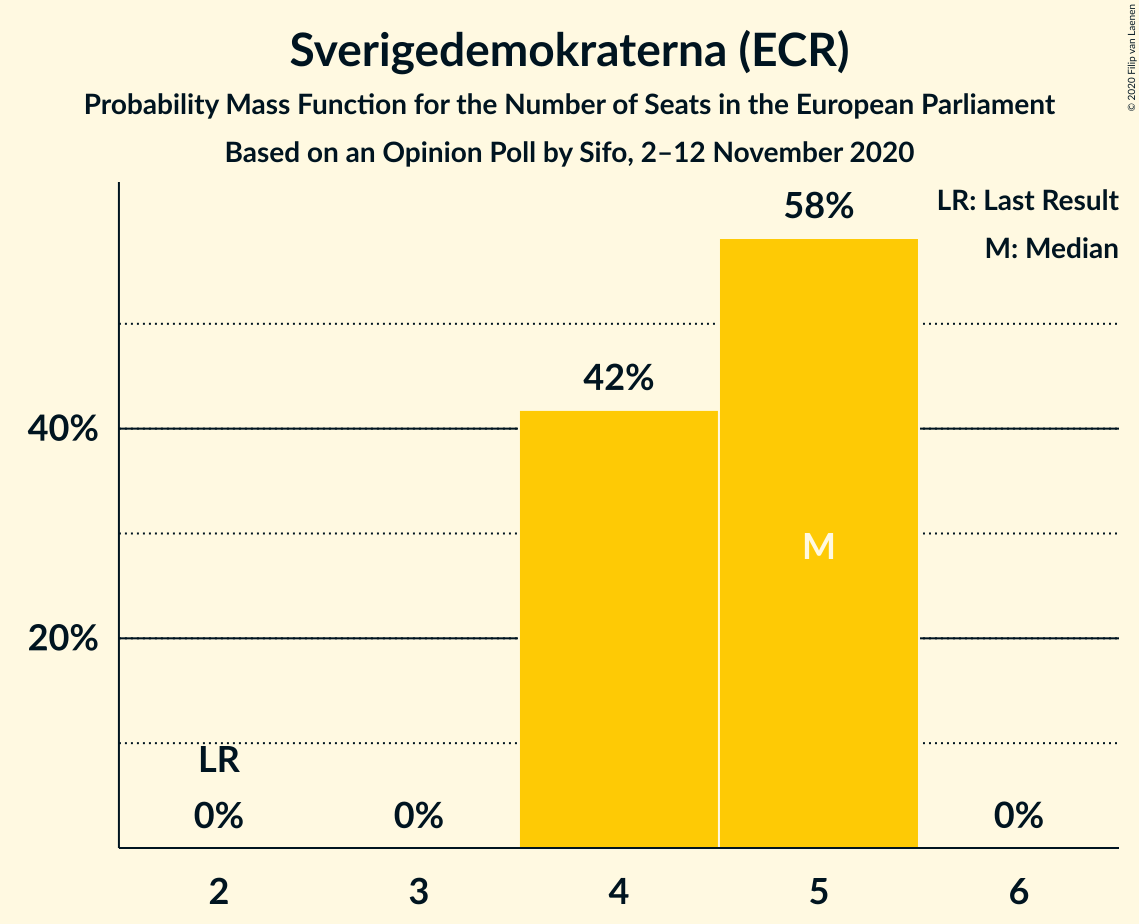 Sverigedemokraterna (ECR)
Probability Mass Function for the Number of Seats in the European Parliament
Based on an Opinion Poll by Sifo, 2–12 November 2020
© 2020 Filip van Laenen
LR: Last Result
M: Median
58%
42%
40%
M
20%
LR
0%
0%
0%
2
3
4
5
6